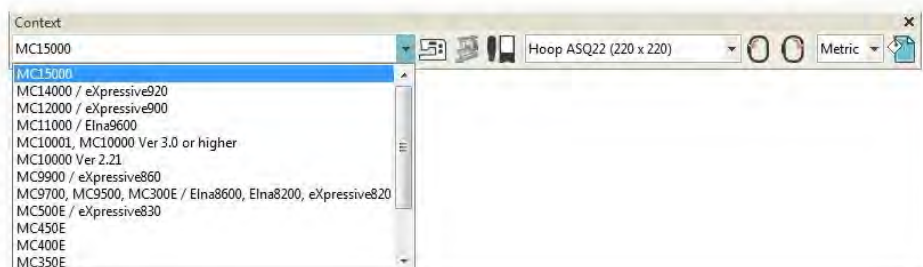 Context
MC15000
Hoop ASQ22 (220 x 220)
Metric
MC15000
MC14000 / eXpressive920
MC12000 / eXpressive900
MC11000 / Elna9600
MC10001, MC10000 Ver 3.0 or higher
MC10000 Ver 2.21
MC9900 / eXpressive860
MC9700, MC9500, MC300E / Elna8600, Elna8200, eXpressive820
MC500E / eXpressive830
MC450E
MC400E
MC350E